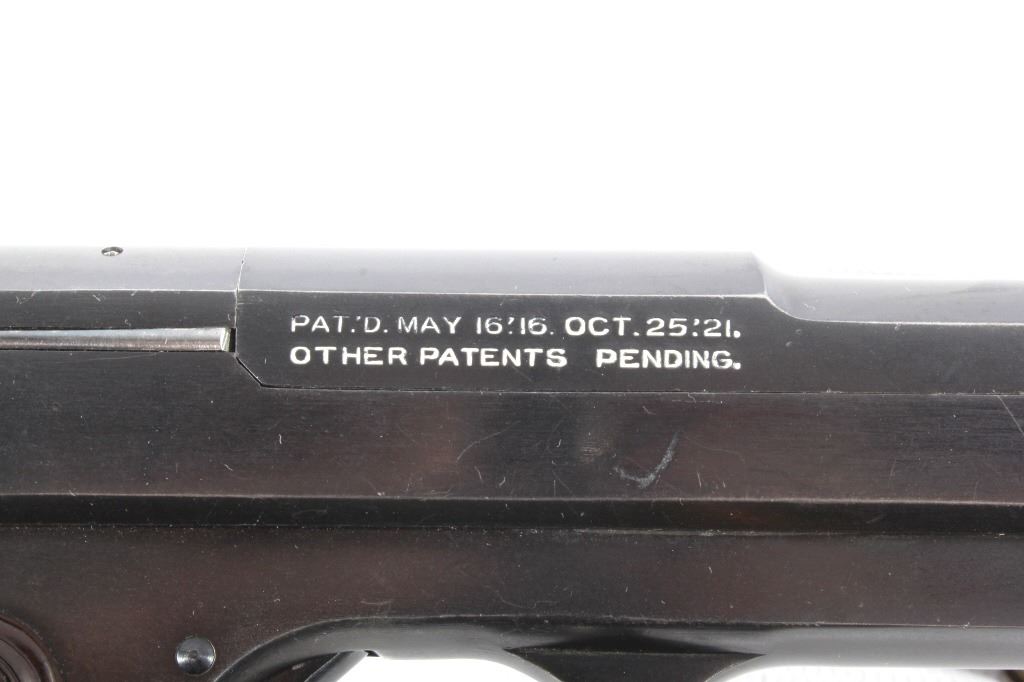 PAT.'D. MAY 16.'16. OCT. 25.'21.
OTHER PATENTS PENDING.